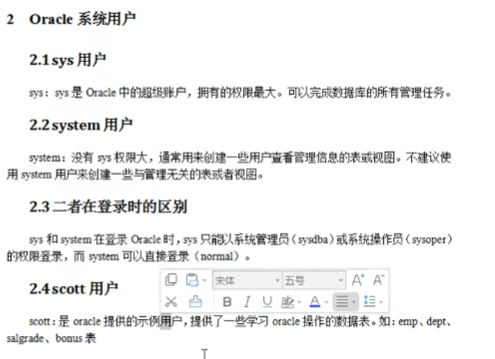 2 Oracle 系统用户
2.1 sys 用户
sys：sys 是 Oracle 中的超级账户，拥有的权限最大。可以完成数据库的所有管理任务。
2.2 system 用户
system：没有 sys 权限大，通常用来创建一些用户查看管理信息的表或视图。不建议使
用 system 用户来创建一些与管理无关的表或者视图。
2.3 二者在登录时的区别
sys 和 system 在登录 Oracle 时，sys 只能以系统管理员（sysdba）或系统操作员（sysoper）
的权限登录，而 system 可以直接登录（normal）。
宋体 五号 A+ A-
2.4 scott 用户
B I U ab A
scott：是 oracle 提供的示例用户，提供了一些学习 oracle 操作的数据表。如：emp、dept、
salgrade、bonus 表